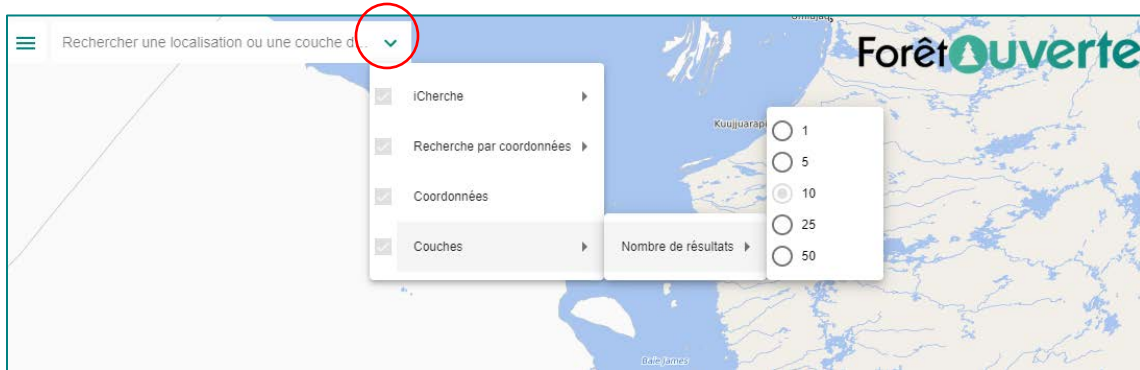 Umiujaq
Rechercher une localisation ou une couche d...
ForêtOuverte
iCherche
Recherche par coordonnées
Coordonnées
Couches
Nombre de résultats
Kuujjuarapi
1
5
10
25
50
Baie James